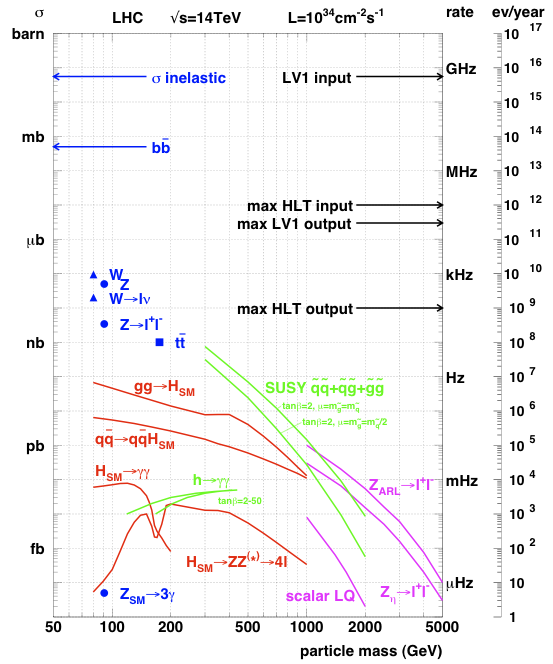 σ LHC √s=14TeV L=10³⁴cm⁻²s⁻¹ rate ev/year
barn 10¹⁷
GHz 10¹⁶
σ inelastic LV1 input
10¹⁵
mb 10¹⁴
bb̄
MHz 10¹³
max HLT input 10¹²
max LV1 output
μb 10¹¹
W kHz 10¹⁰
Z
W→lν
max HLT output 10⁹
Z→l⁺l⁻
nb tt̄ 10⁸
Hz 10⁷
gg→H_SM SUSY q̃q̃+q̃g̃+g̃g̃
tanβ=2, μ=m_g̃=m_q̃
10⁶
tanβ=2, μ=m_g̃=m_q̃/2
qq̄→qq̄H_SM
pb 10⁵
H_SM→γγ h→γγ Z_ARL→l⁺l⁻ mHz 10⁴
tanβ=2-50
10³
fb 10²
H_SM→ZZ⁽*⁾→4l
μHz 10
Z_SM→3γ scalar LQ Z_η→l⁺l⁻
1
50 100 200 500 1000 2000 5000
particle mass (GeV)